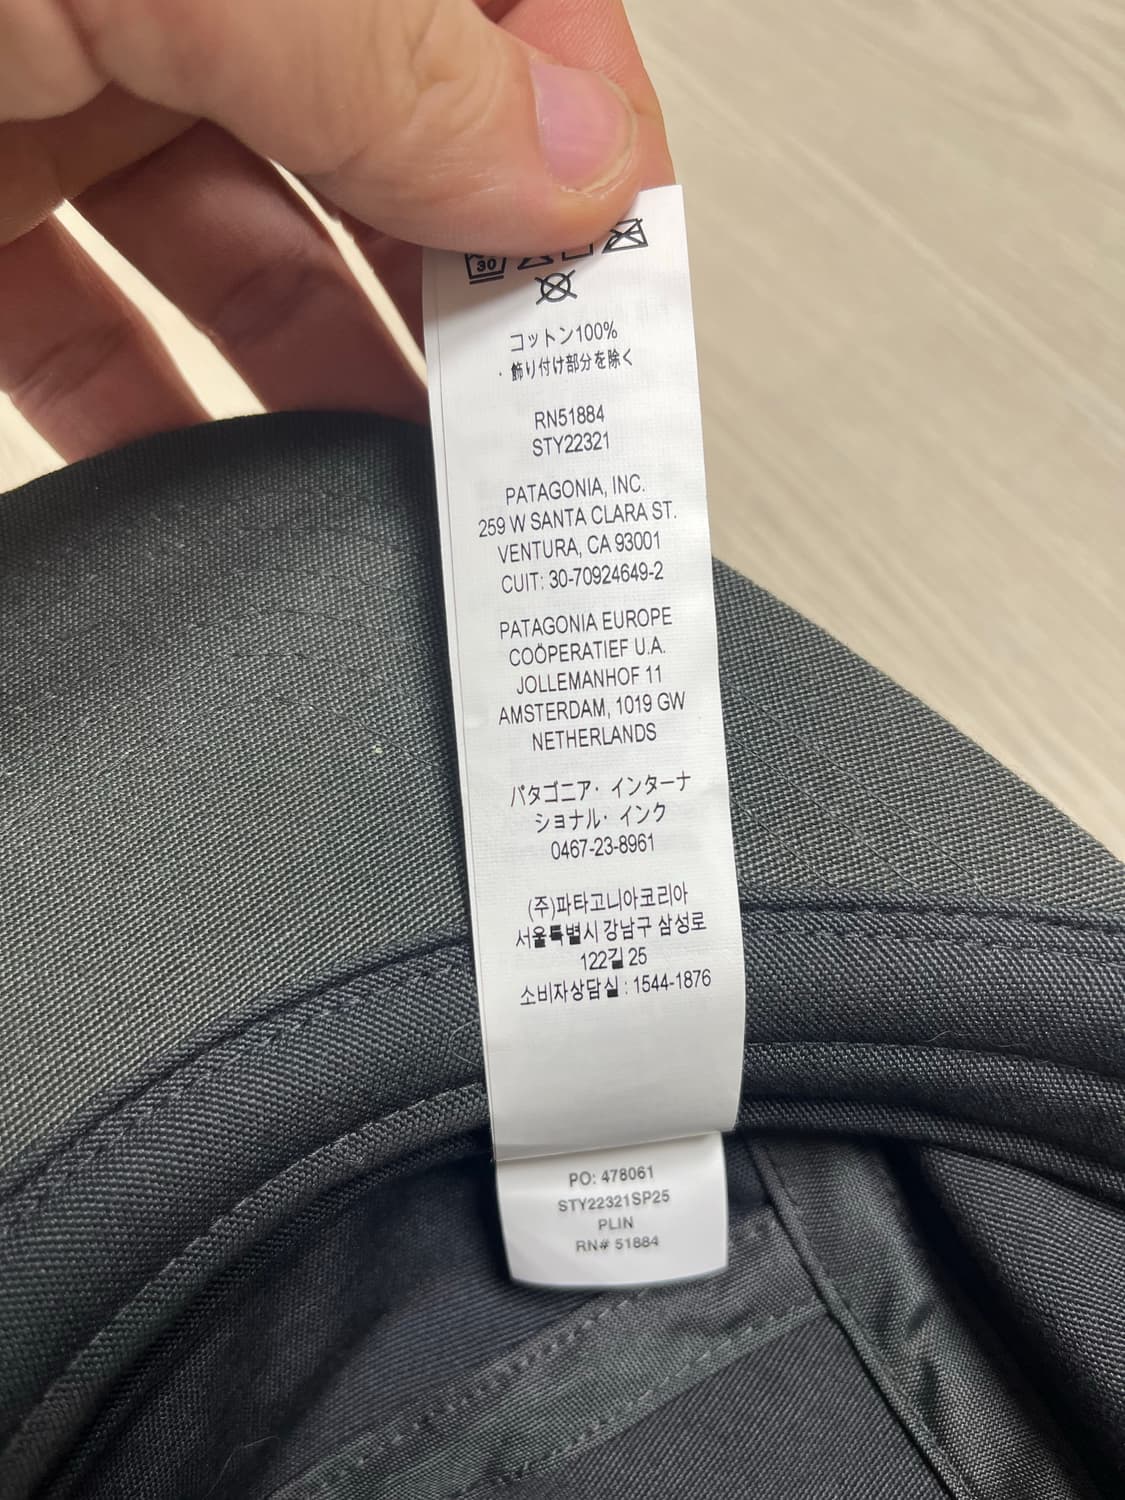 30
コットン100%
・飾り付け部分を除く
RN51884
STY22321
PATAGONIA, INC.
259 W SANTA CLARA ST.
VENTURA, CA 93001
CUIT: 30-70924649-2
PATAGONIA EUROPE
COÖPERATIEF U.A.
JOLLEMANHOF 11
AMSTERDAM, 1019 GW
NETHERLANDS
パタゴニア・インターナ
ショナル・インク
0467-23-8961
(주)파타고니아코리아
서울특별시 강남구 삼성로
122길 25
소비자상담실 : 1544-1876
PO: 478061
STY22321SP25
PLIN
RN# 51884